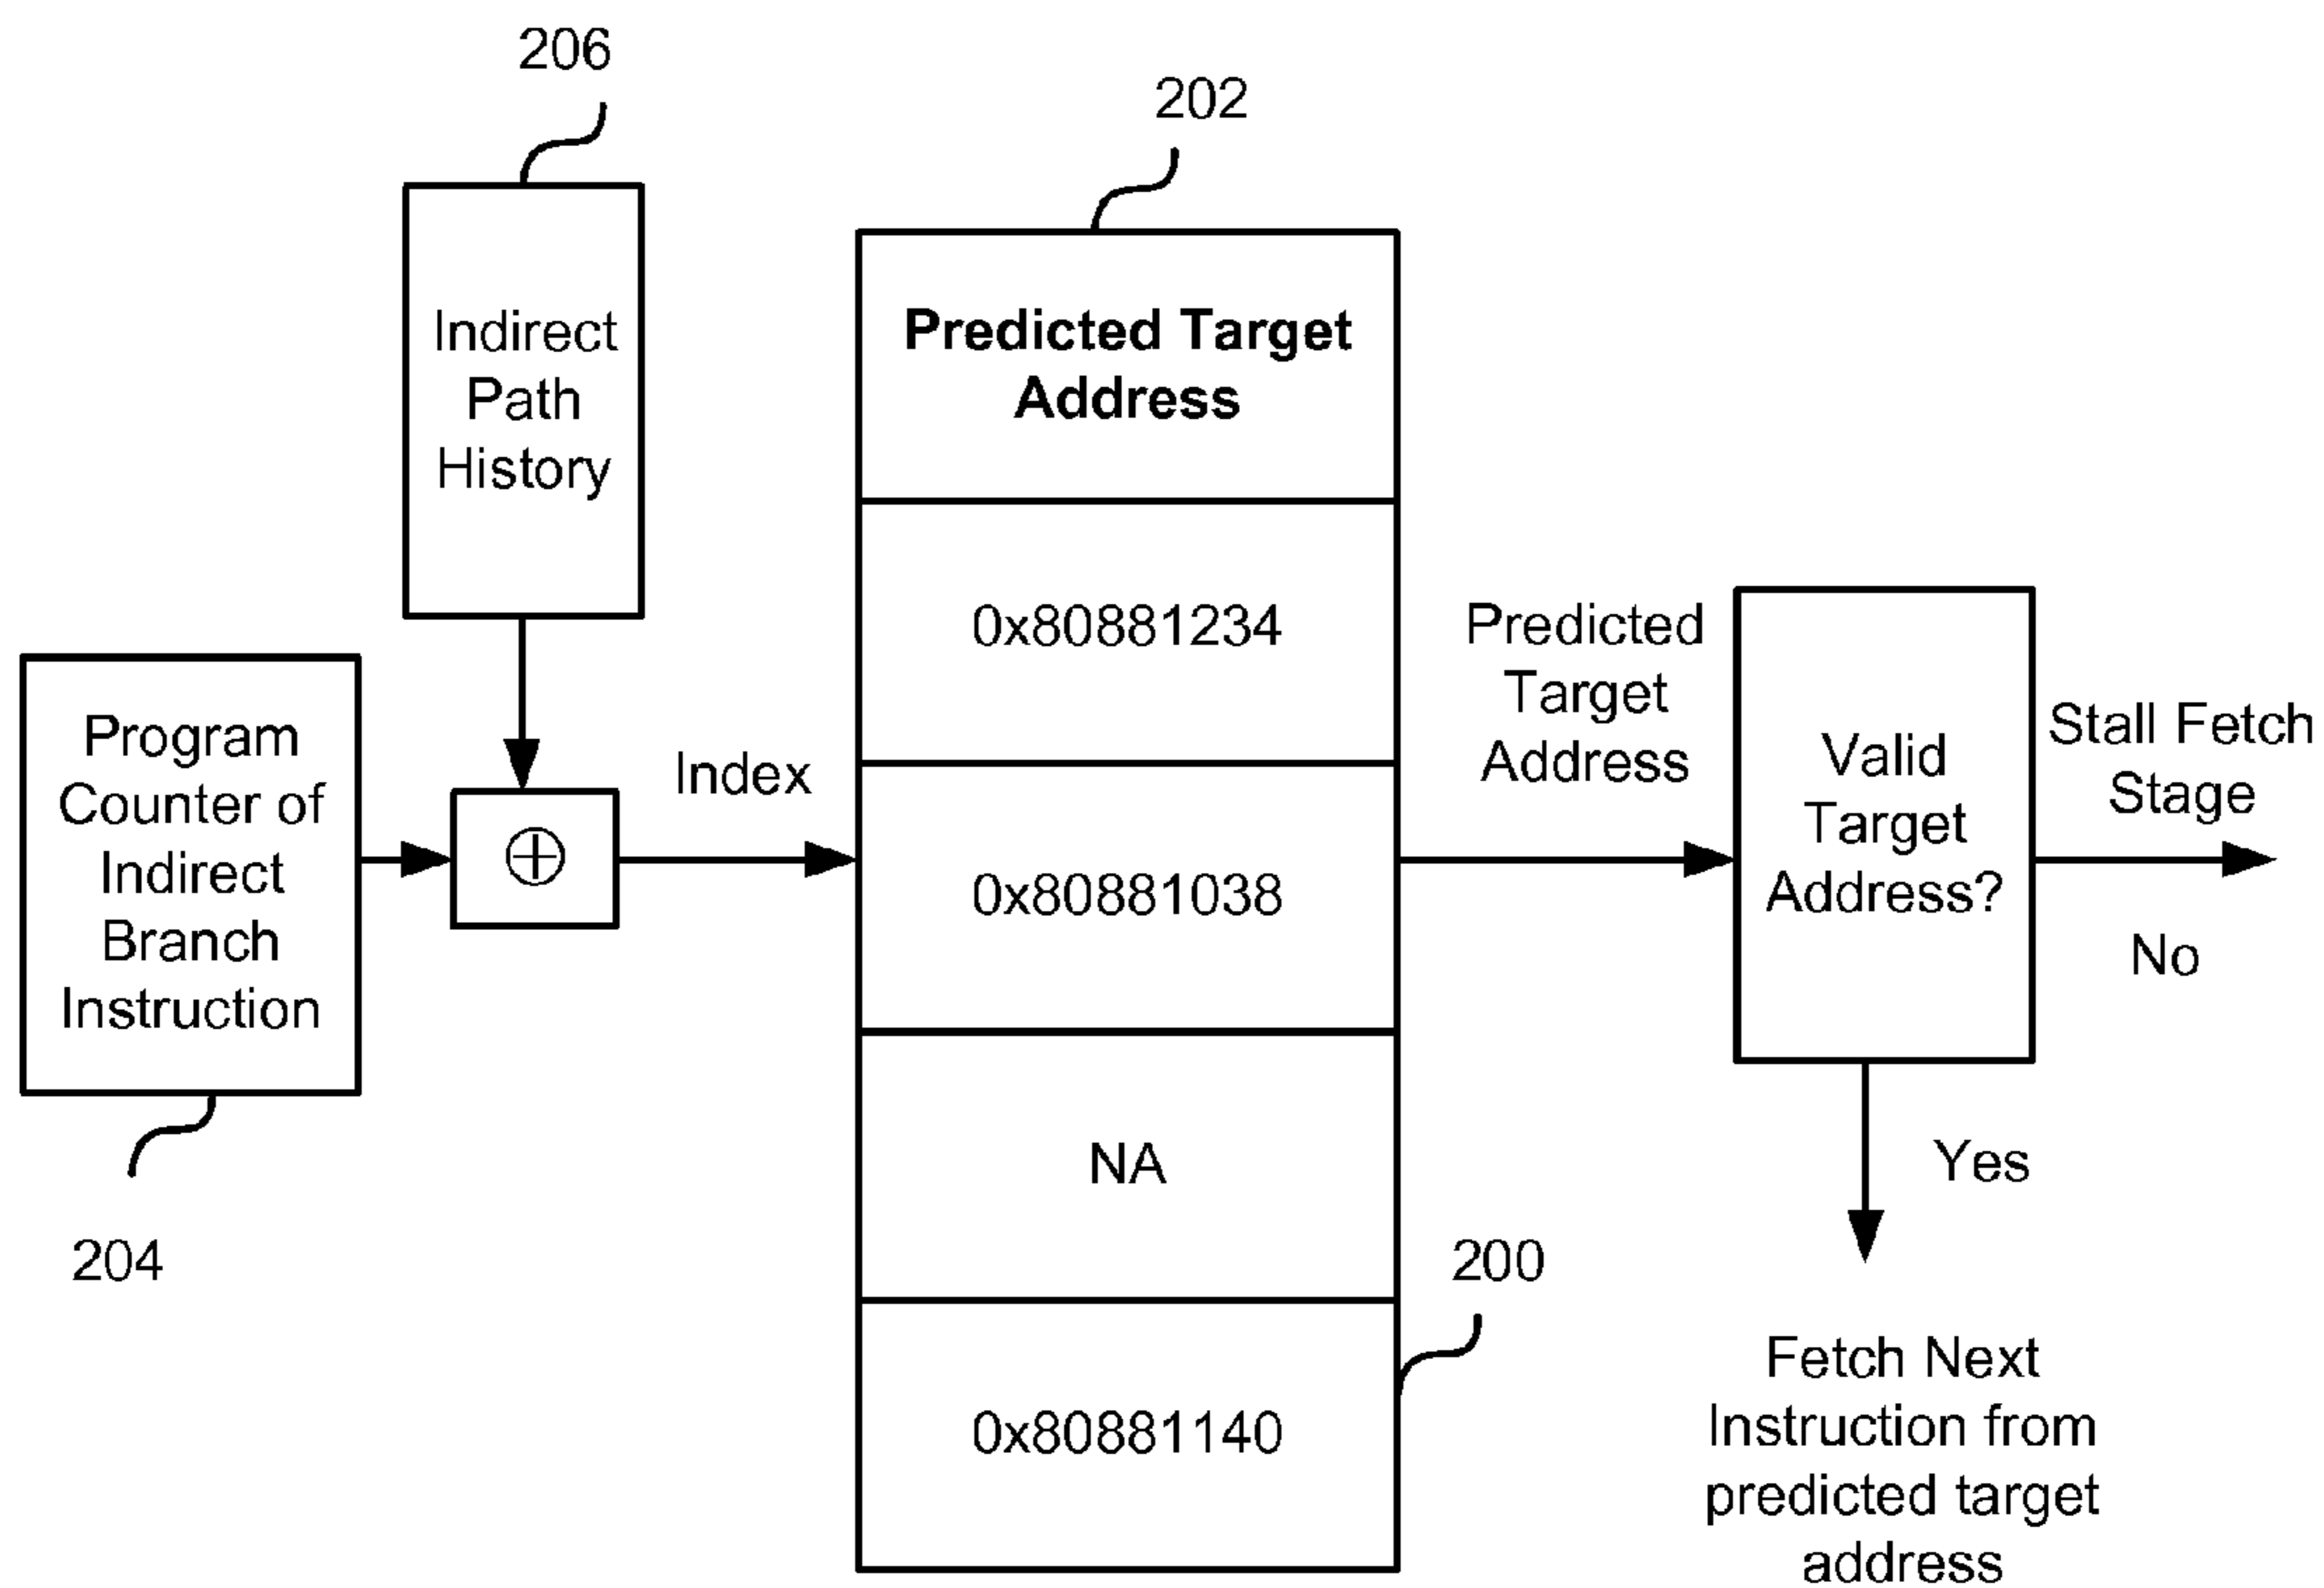 206
202
Indirect
Path
History
Predicted Target
Address
0x80881234
0x80881038
NA
0x80881140
Program
Counter of
Indirect
Branch
Instruction
204
Index
200
Predicted
Target
Address
Valid
Target
Address?
Stall Fetch
Stage
No
Yes
Fetch Next
Instruction from
predicted target
address